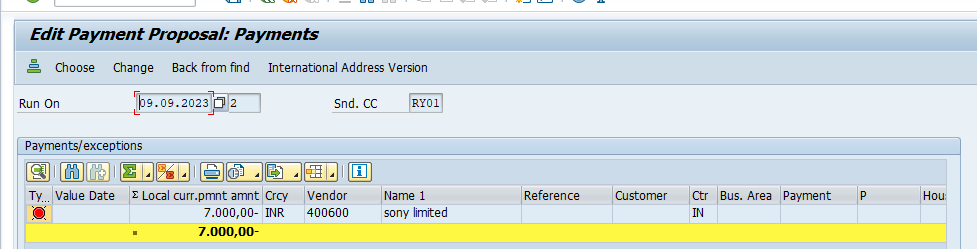 Edit Payment Proposal: Payments
Choose Change Back from find International Address Version
Run On 09.09.2023 2 Snd. CC RY01
Payments/exceptions
Ty... Value Date Σ Local curr.pmnt amnt Crcy Vendor Name 1 Reference Customer Ctr Bus. Area Payment P Hou
7.000,00- INR 400600 sony limited IN
7.000,00-